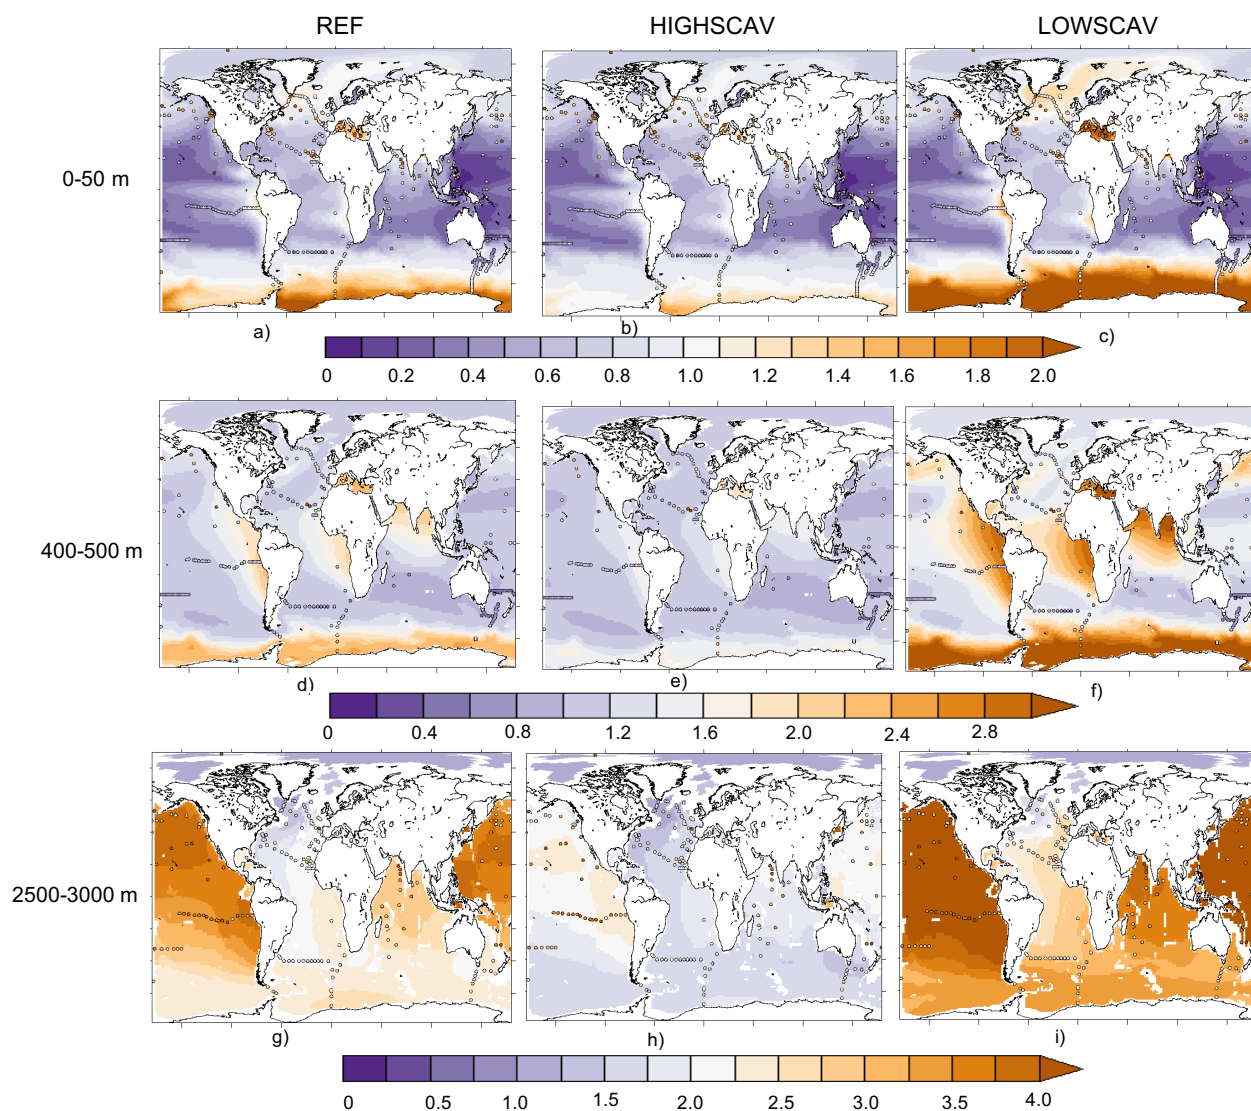 REF HIGHSCAV LOWSCAV
0-50 m
a) b) c)
0 0.2 0.4 0.6 0.8 1.0 1.2 1.4 1.6 1.8 2.0
400-500 m
d) e) f)
0 0.4 0.8 1.2 1.6 2.0 2.4 2.8
2500-3000 m
g) h) i)
0 0.5 1.0 1.5 2.0 2.5 3.0 3.5 4.0